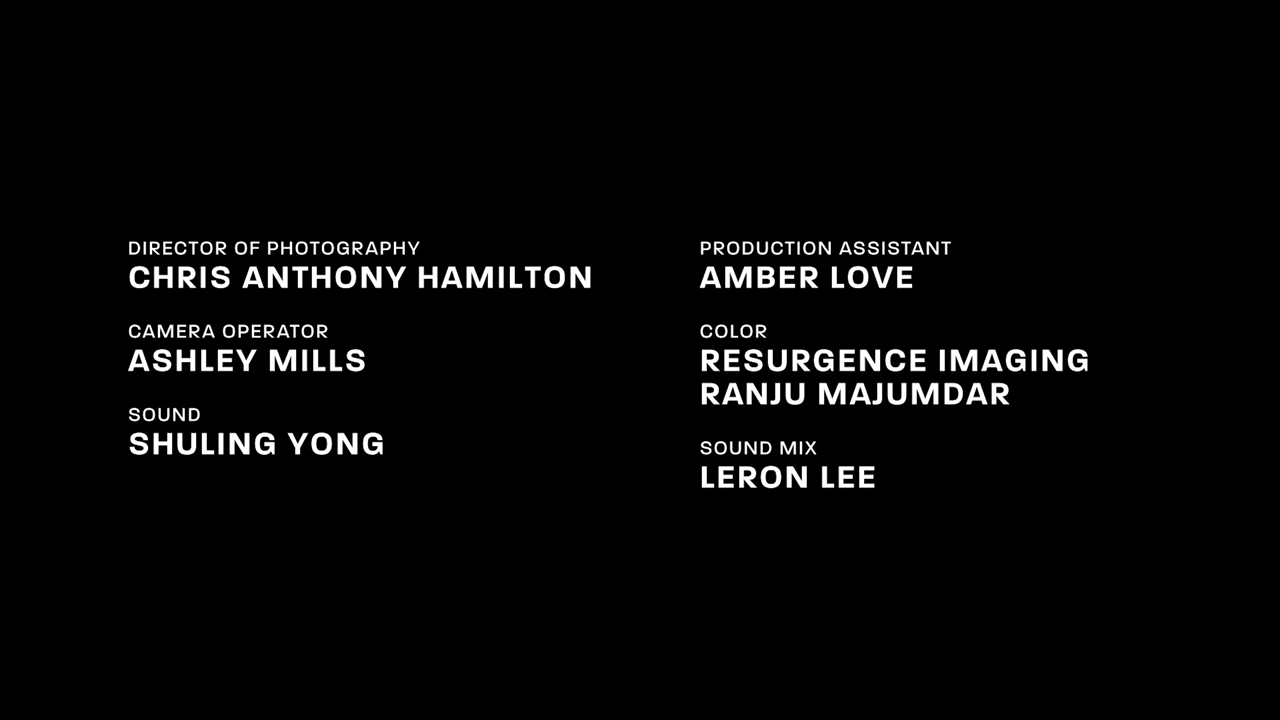 DIRECTOR OF PHOTOGRAPHY
CHRIS ANTHONY HAMILTON
CAMERA OPERATOR
ASHLEY MILLS
SOUND
SHULING YONG
PRODUCTION ASSISTANT
AMBER LOVE
COLOR
RESURGENCE IMAGING
RANJU MAJUMDAR
SOUND MIX
LERON LEE